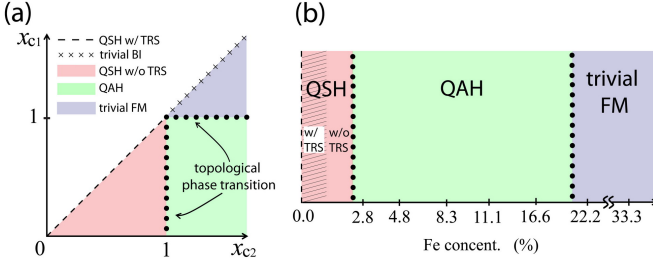 (a)
x_c1
QSH w/ TRS
trivial BI
QSH w/o TRS
QAH
trivial FM
1
topological
phase transition
0
1
x_c2
(b)
QSH
QAH
trivial
FM
w/
TRS
w/o
TRS
0.0 2.8 4.8 8.3 11.1 16.6 22.2 33.3
Fe concent. (%)